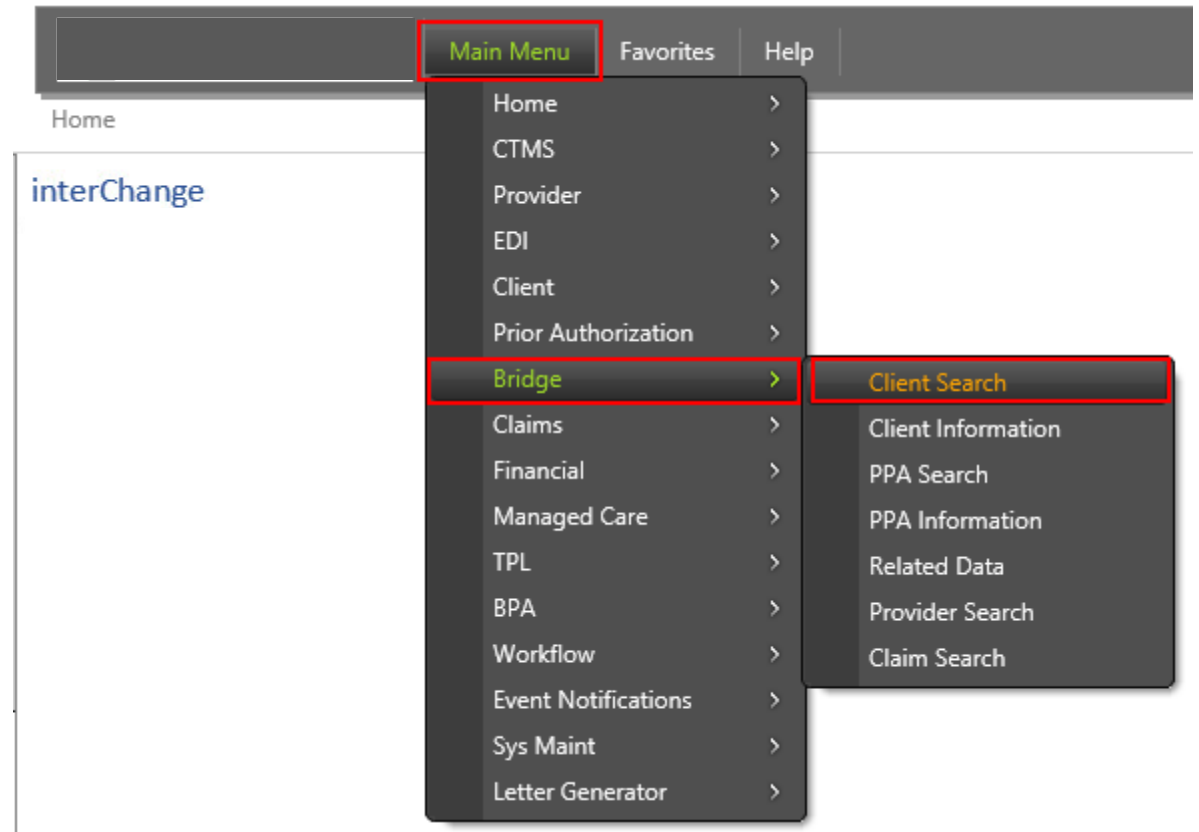 Main Menu Favorites Help
Home
interChange
Home
CTMS
Provider
EDI
Client
Prior Authorization
Bridge
Claims
Financial
Managed Care
TPL
BPA
Workflow
Event Notifications
Sys Maint
Letter Generator
Client Search
Client Information
PPA Search
PPA Information
Related Data
Provider Search
Claim Search